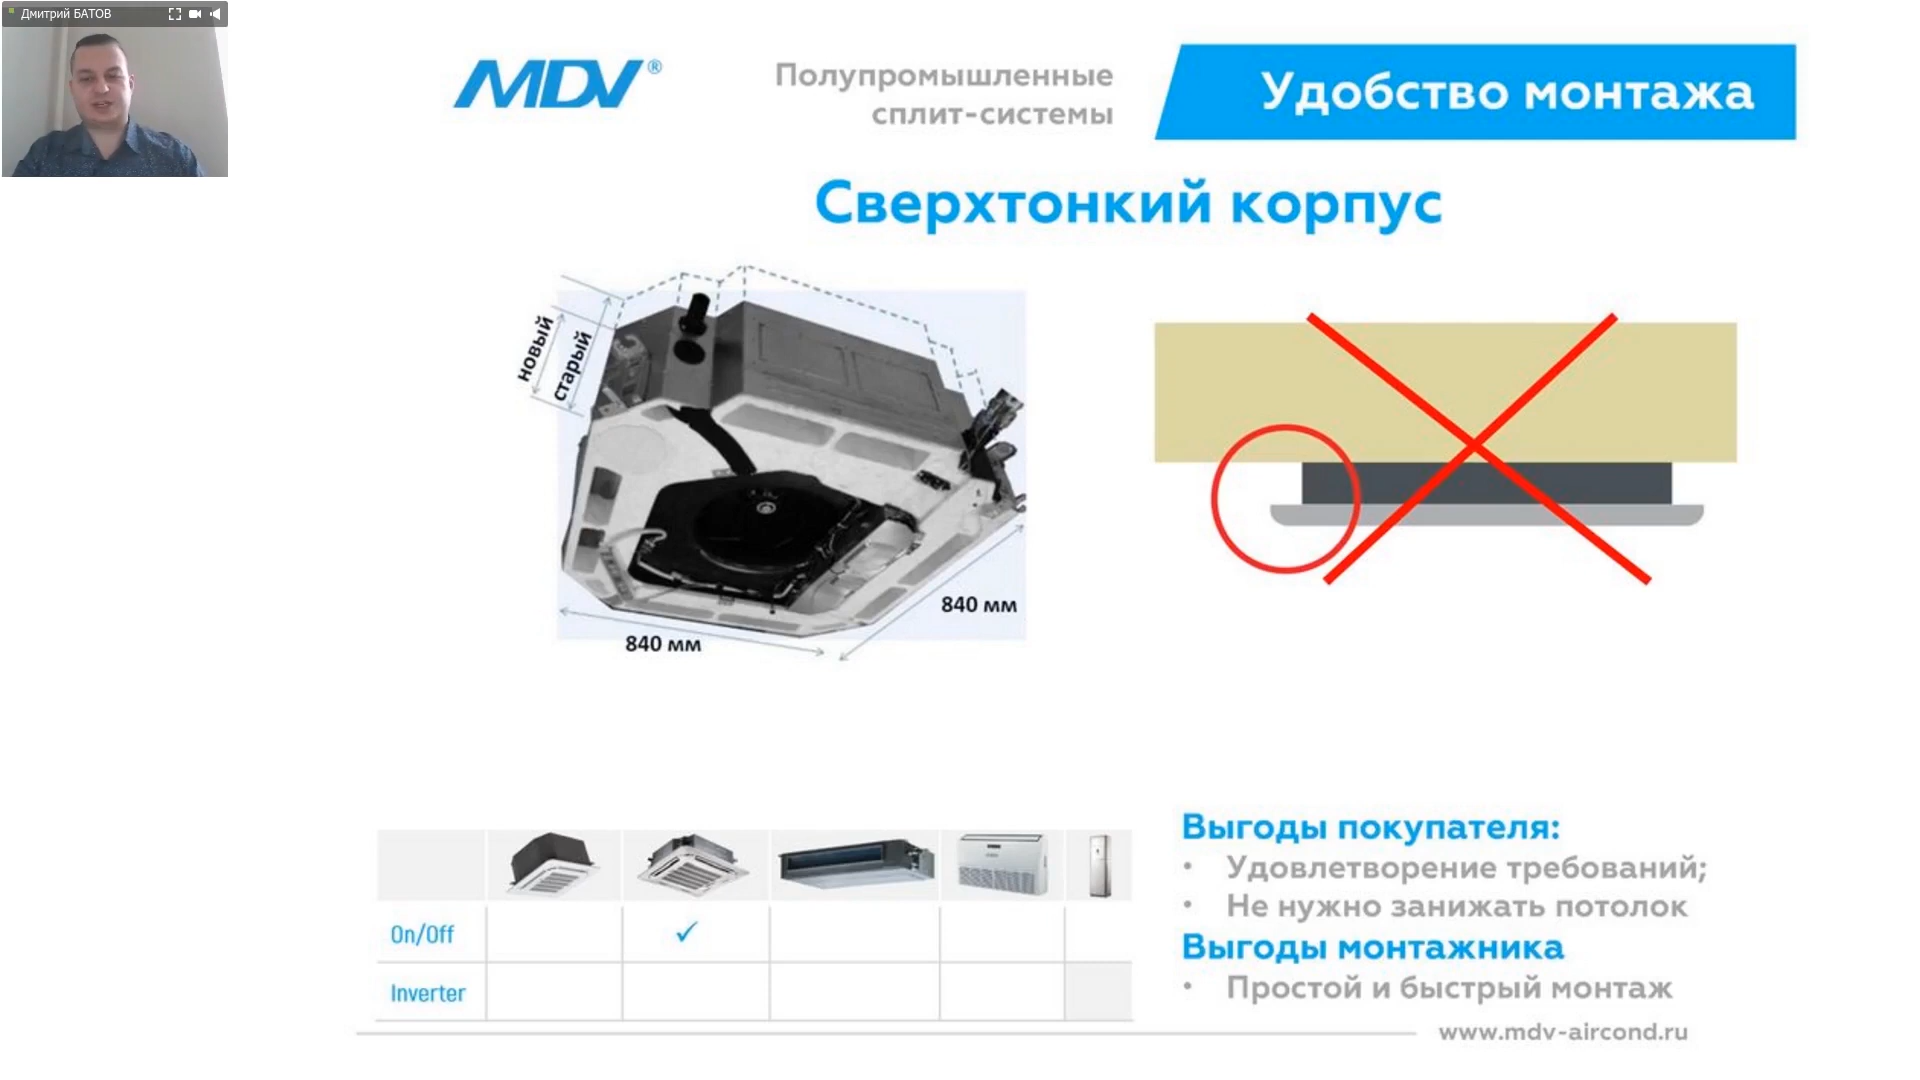 Дмитрий БАТОВ
MDV®
Полупромышленные
сплит-системы
Удобство монтажа
Сверхтонкий корпус
новый
старый
840 мм
840 мм
On/Off
✓
Inverter
Выгоды покупателя:
• Удовлетворение требований;
• Не нужно занижать потолок
Выгоды монтажника
• Простой и быстрый монтаж
www.mdv-aircond.ru